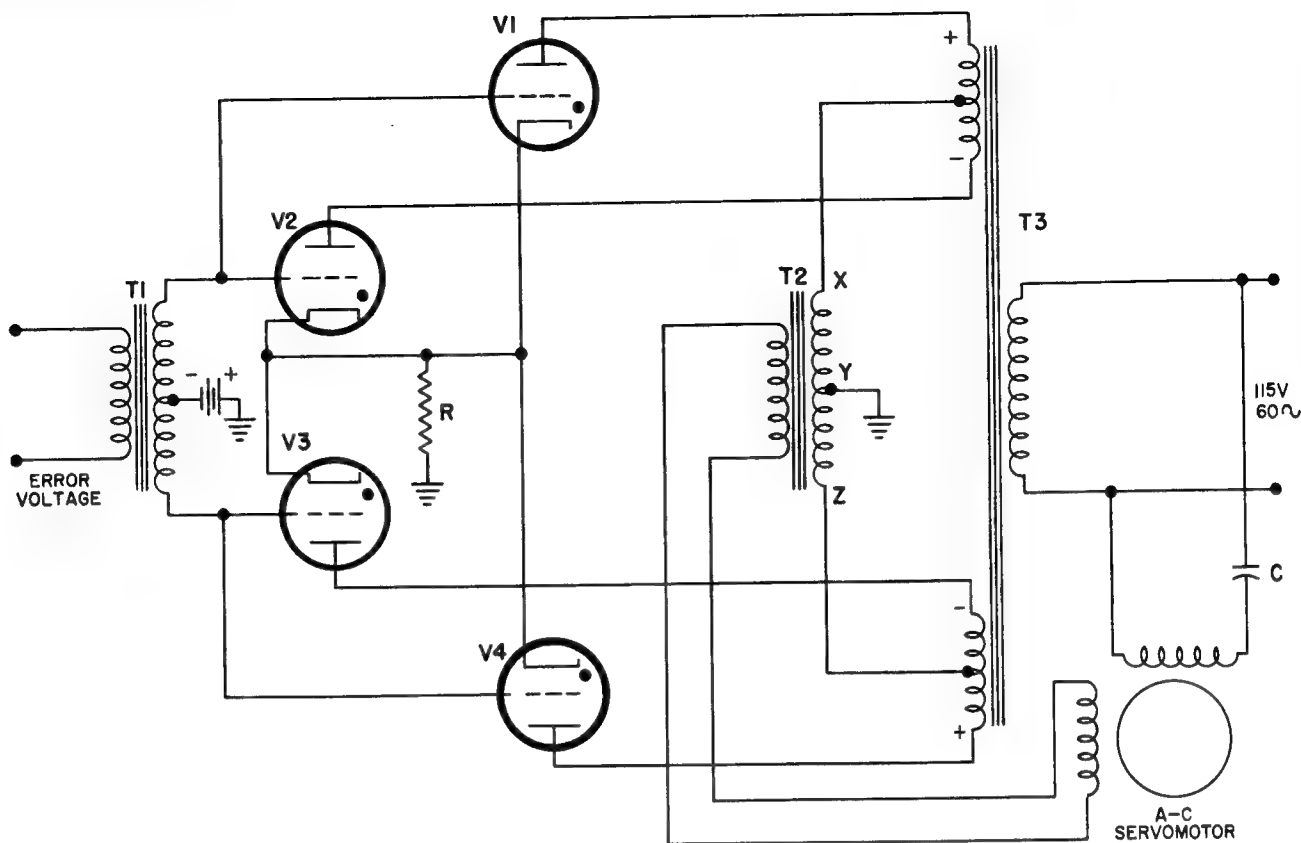 V1
+
-
V2
T3
T1
T2
X
- +
Y
R
115V
60~
V3
ERROR
VOLTAGE
Z
C
-
V4
+
A-C
SERVOMOTOR